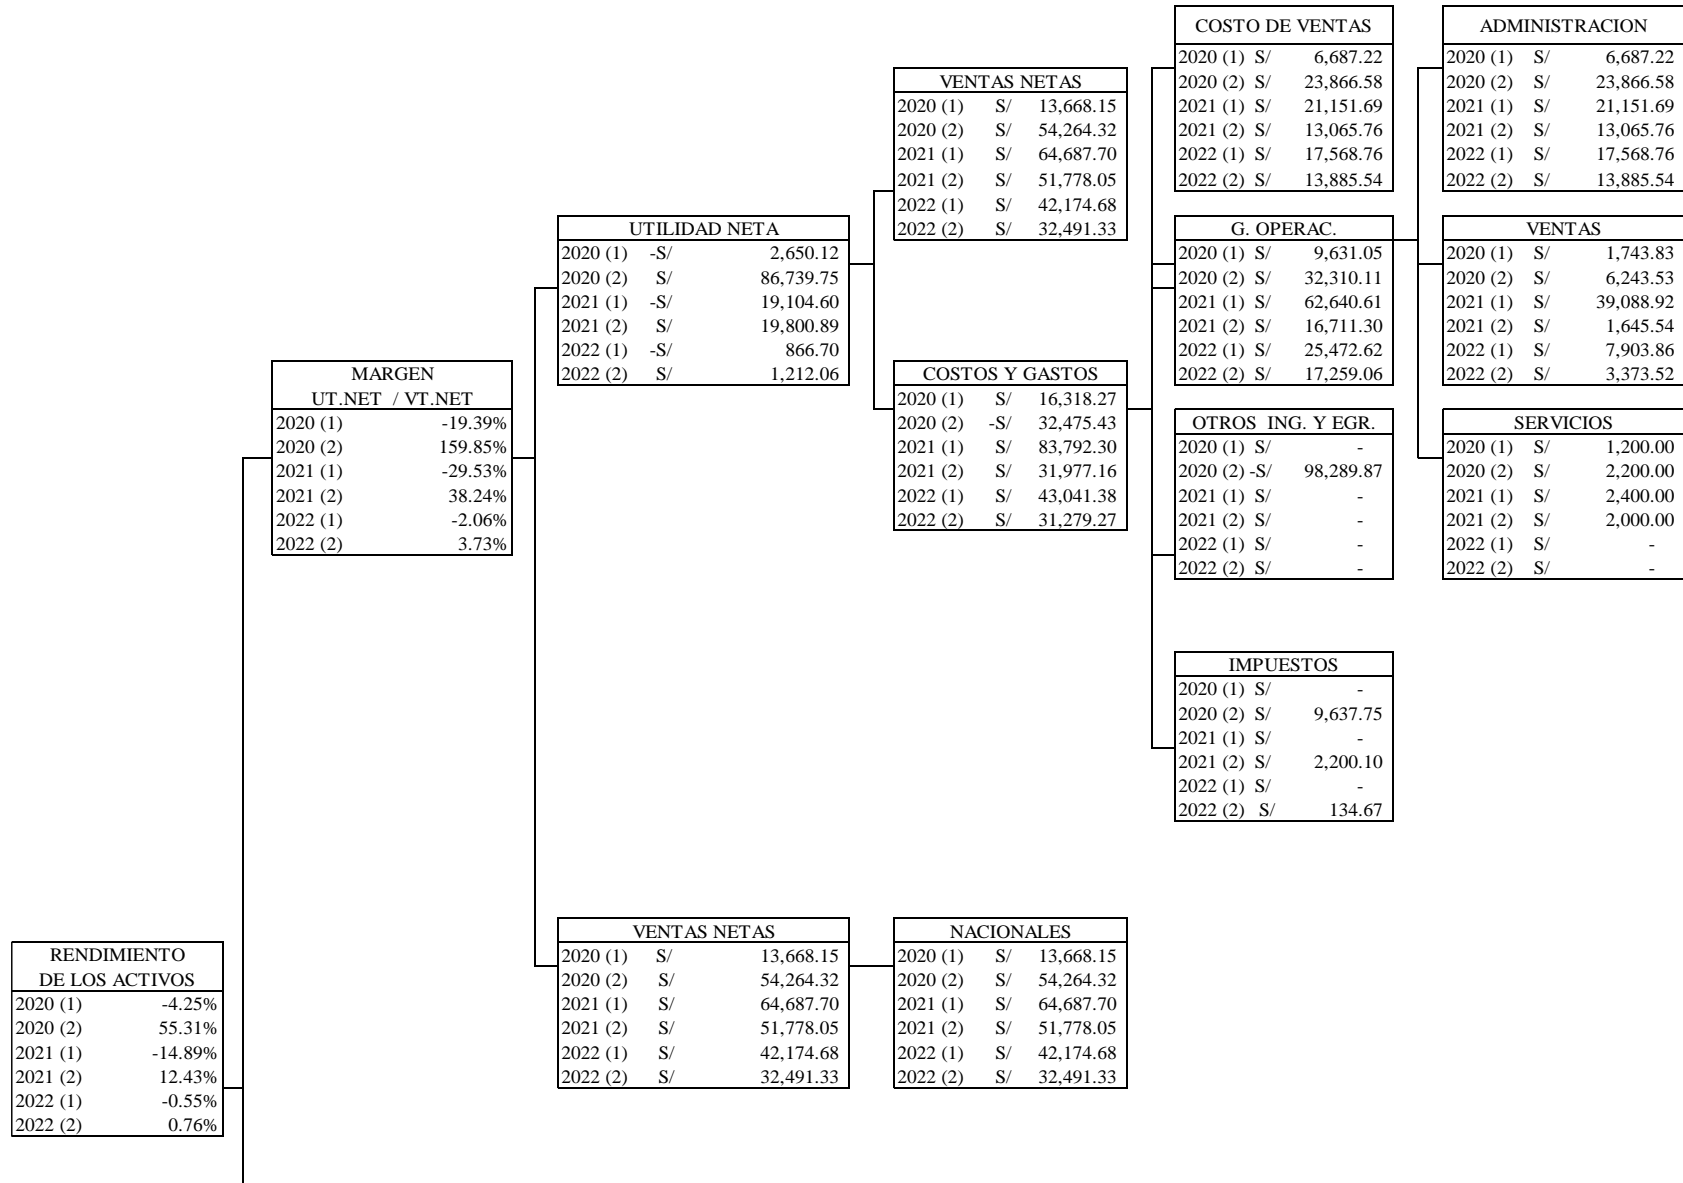 COSTO DE VENTAS
2020 (1) S/ 6,687.22
2020 (2) S/ 23,866.58
2021 (1) S/ 21,151.69
2021 (2) S/ 13,065.76
2022 (1) S/ 17,568.76
2022 (2) S/ 13,885.54
ADMINISTRACION
2020 (1) S/ 6,687.22
2020 (2) S/ 23,866.58
2021 (1) S/ 21,151.69
2021 (2) S/ 13,065.76
2022 (1) S/ 17,568.76
2022 (2) S/ 13,885.54
VENTAS NETAS
2020 (1) S/ 13,668.15
2020 (2) S/ 54,264.32
2021 (1) S/ 64,687.70
2021 (2) S/ 51,778.05
2022 (1) S/ 42,174.68
2022 (2) S/ 32,491.33
UTILIDAD NETA
2020 (1) -S/ 2,650.12
2020 (2) S/ 86,739.75
2021 (1) -S/ 19,104.60
2021 (2) S/ 19,800.89
2022 (1) -S/ 866.70
2022 (2) S/ 1,212.06
G. OPERAC.
2020 (1) S/ 9,631.05
2020 (2) S/ 32,310.11
2021 (1) S/ 62,640.61
2021 (2) S/ 16,711.30
2022 (1) S/ 25,472.62
2022 (2) S/ 17,259.06
VENTAS
2020 (1) S/ 1,743.83
2020 (2) S/ 6,243.53
2021 (1) S/ 39,088.92
2021 (2) S/ 1,645.54
2022 (1) S/ 7,903.86
2022 (2) S/ 3,373.52
MARGEN
UT.NET / VT.NET
2020 (1) -19.39%
2020 (2) 159.85%
2021 (1) -29.53%
2021 (2) 38.24%
2022 (1) -2.06%
2022 (2) 3.73%
COSTOS Y GASTOS
2020 (1) S/ 16,318.27
2020 (2) -S/ 32,475.43
2021 (1) S/ 83,792.30
2021 (2) S/ 31,977.16
2022 (1) S/ 43,041.38
2022 (2) S/ 31,279.27
OTROS ING. Y EGR.
2020 (1) S/ -
2020 (2) -S/ 98,289.87
2021 (1) S/ -
2021 (2) S/ -
2022 (1) S/ -
2022 (2) S/ -
SERVICIOS
2020 (1) S/ 1,200.00
2020 (2) S/ 2,200.00
2021 (1) S/ 2,400.00
2021 (2) S/ 2,000.00
2022 (1) S/ -
2022 (2) S/ -
IMPUESTOS
2020 (1) S/ -
2020 (2) S/ 9,637.75
2021 (1) S/ -
2021 (2) S/ 2,200.10
2022 (1) S/ -
2022 (2) S/ 134.67
RENDIMIENTO
DE LOS ACTIVOS
2020 (1) -4.25%
2020 (2) 55.31%
2021 (1) -14.89%
2021 (2) 12.43%
2022 (1) -0.55%
2022 (2) 0.76%
VENTAS NETAS
2020 (1) S/ 13,668.15
2020 (2) S/ 54,264.32
2021 (1) S/ 64,687.70
2021 (2) S/ 51,778.05
2022 (1) S/ 42,174.68
2022 (2) S/ 32,491.33
NACIONALES
2020 (1) S/ 13,668.15
2020 (2) S/ 54,264.32
2021 (1) S/ 64,687.70
2021 (2) S/ 51,778.05
2022 (1) S/ 42,174.68
2022 (2) S/ 32,491.33